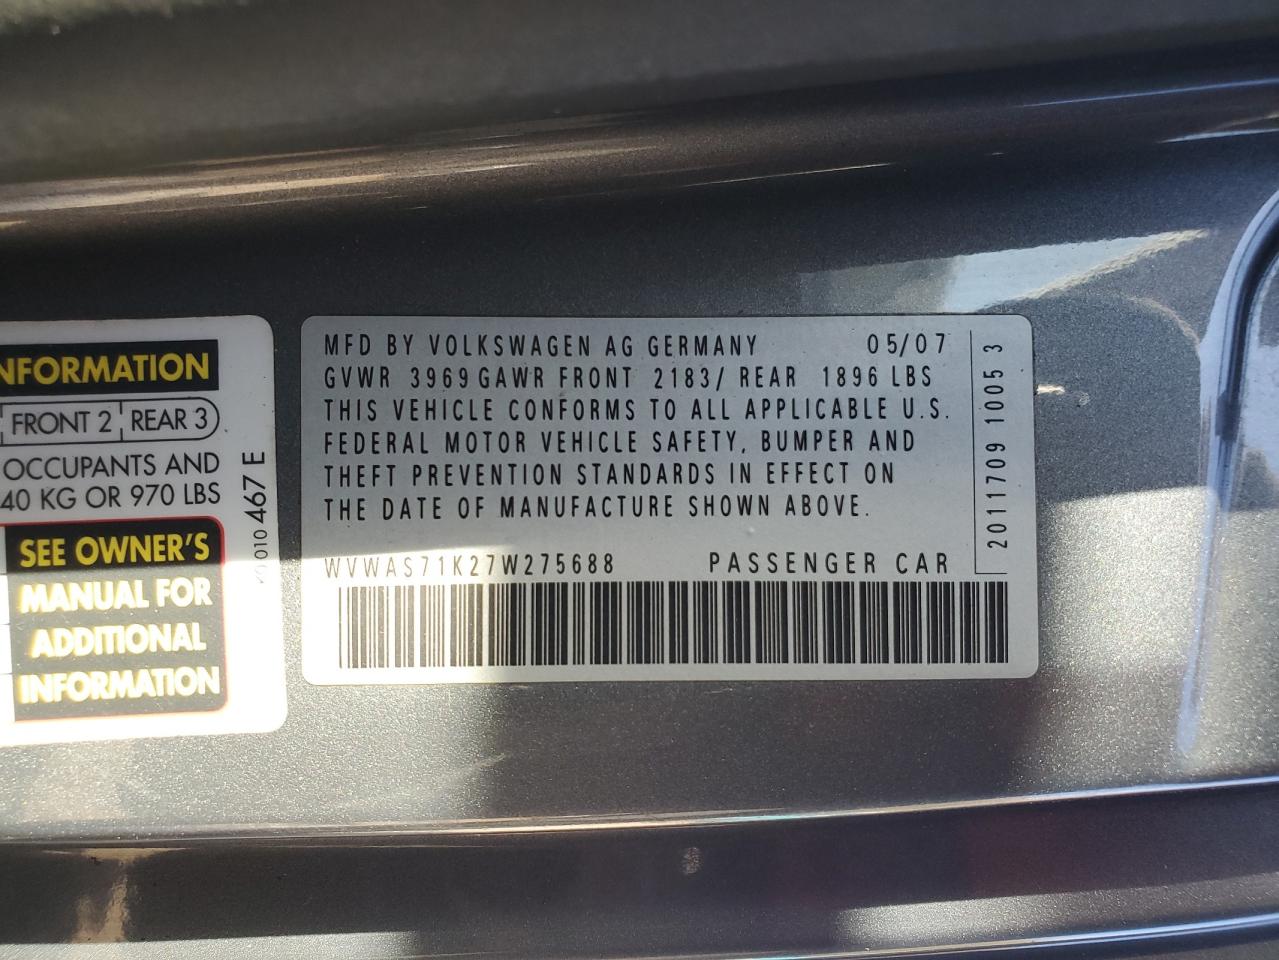 NFORMATION
FRONT 2 REAR 3
OCCUPANTS AND
40 KG OR 970 LBS
SEE OWNER'S
MANUAL FOR
ADDITIONAL
INFORMATION
010 467 E
MFD BY VOLKSWAGEN AG GERMANY 05/07
GVWR 3969 GAWR FRONT 2183/ REAR 1896 LBS
THIS VEHICLE CONFORMS TO ALL APPLICABLE U.S.
FEDERAL MOTOR VEHICLE SAFETY, BUMPER AND
THEFT PREVENTION STANDARDS IN EFFECT ON
THE DATE OF MANUFACTURE SHOWN ABOVE.
WVWAS71K27W275688 PASSENGER CAR
2011709 1005 3